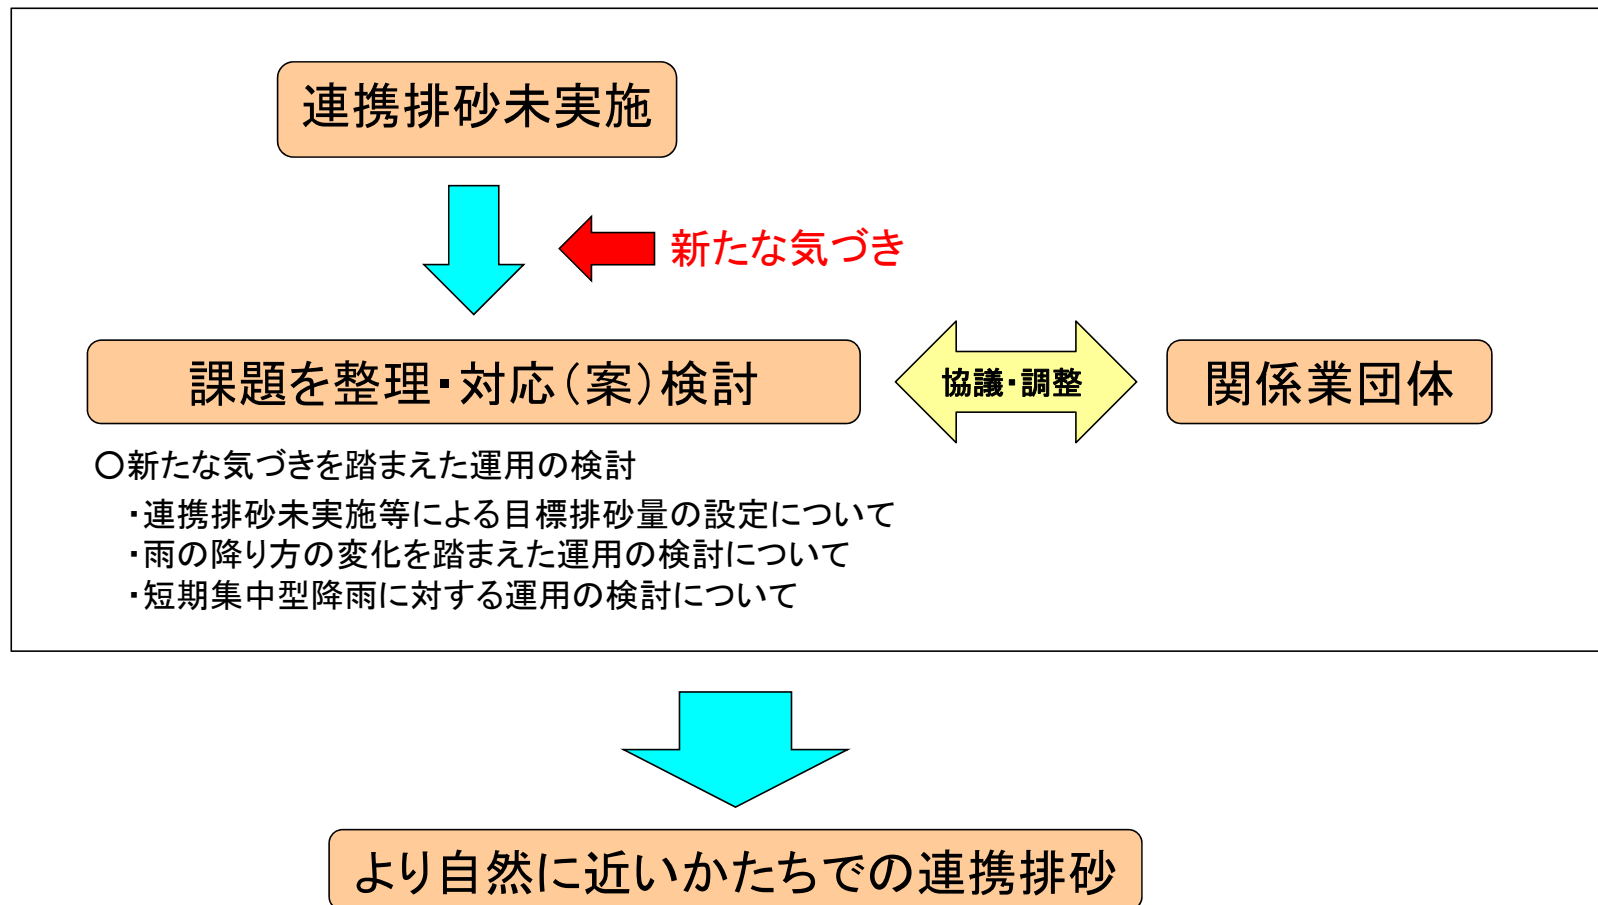 連携排砂未実施
新たな気づき
課題を整理・対応（案）検討
協議・調整
関係業団体
○新たな気づきを踏まえた運用の検討
・連携排砂未実施等による目標排砂量の設定について
・雨の降り方の変化を踏まえた運用の検討について
・短期集中型降雨に対する運用の検討について
より自然に近いかたちでの連携排砂